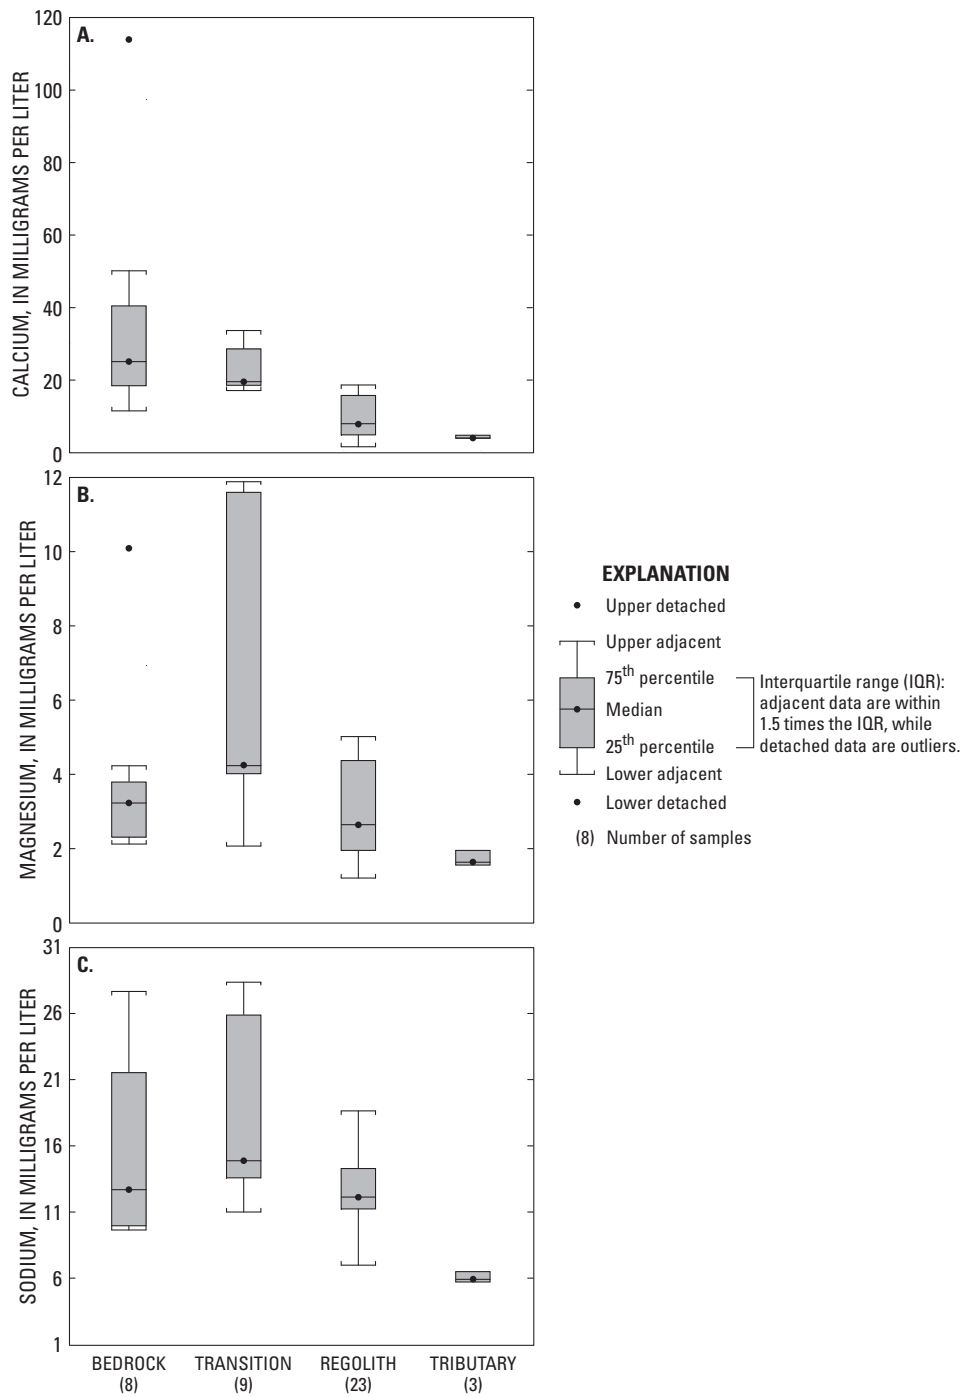 A.
CALCIUM, IN MILLIGRAMS PER LITER
120
100
80
60
40
20
0
B.
MAGNESIUM, IN MILLIGRAMS PER LITER
12
10
8
6
4
2
0
C.
SODIUM, IN MILLIGRAMS PER LITER
31
26
21
16
11
6
1
BEDROCK TRANSITION REGOLITH TRIBUTARY
(8) (9) (23) (3)
EXPLANATION
Upper detached
Upper adjacent
75th percentile
Median
25th percentile
Lower adjacent
Lower detached
(8) Number of samples
Interquartile range (IQR):
adjacent data are within
1.5 times the IQR, while
detached data are outliers.